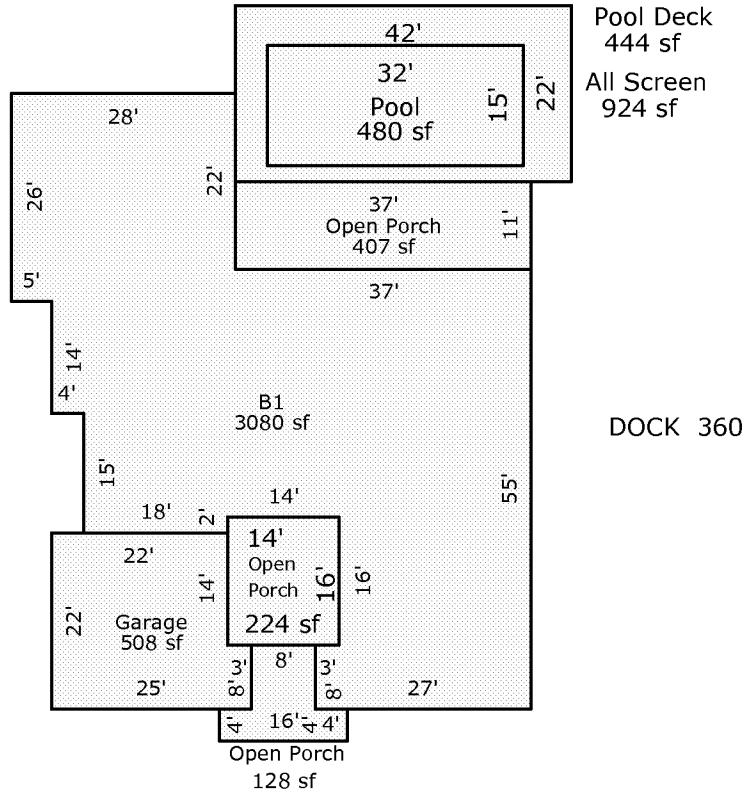 Pool Deck
444 sf
42'
32'
Pool
480 sf
15'
22'
All Screen
924 sf
28'
26'
22'
37'
Open Porch
407 sf
11'
5'
37'
14'
4'
B1
3080 sf
DOCK 360
15'
55'
18'
2'
14'
22'
14'
Open
Porch
224 sf
14'
16'
16'
22'
Garage
508 sf
3'
8'
3'
25'
8'
8'
27'
4'
16'
4'
4'
Open Porch
128 sf